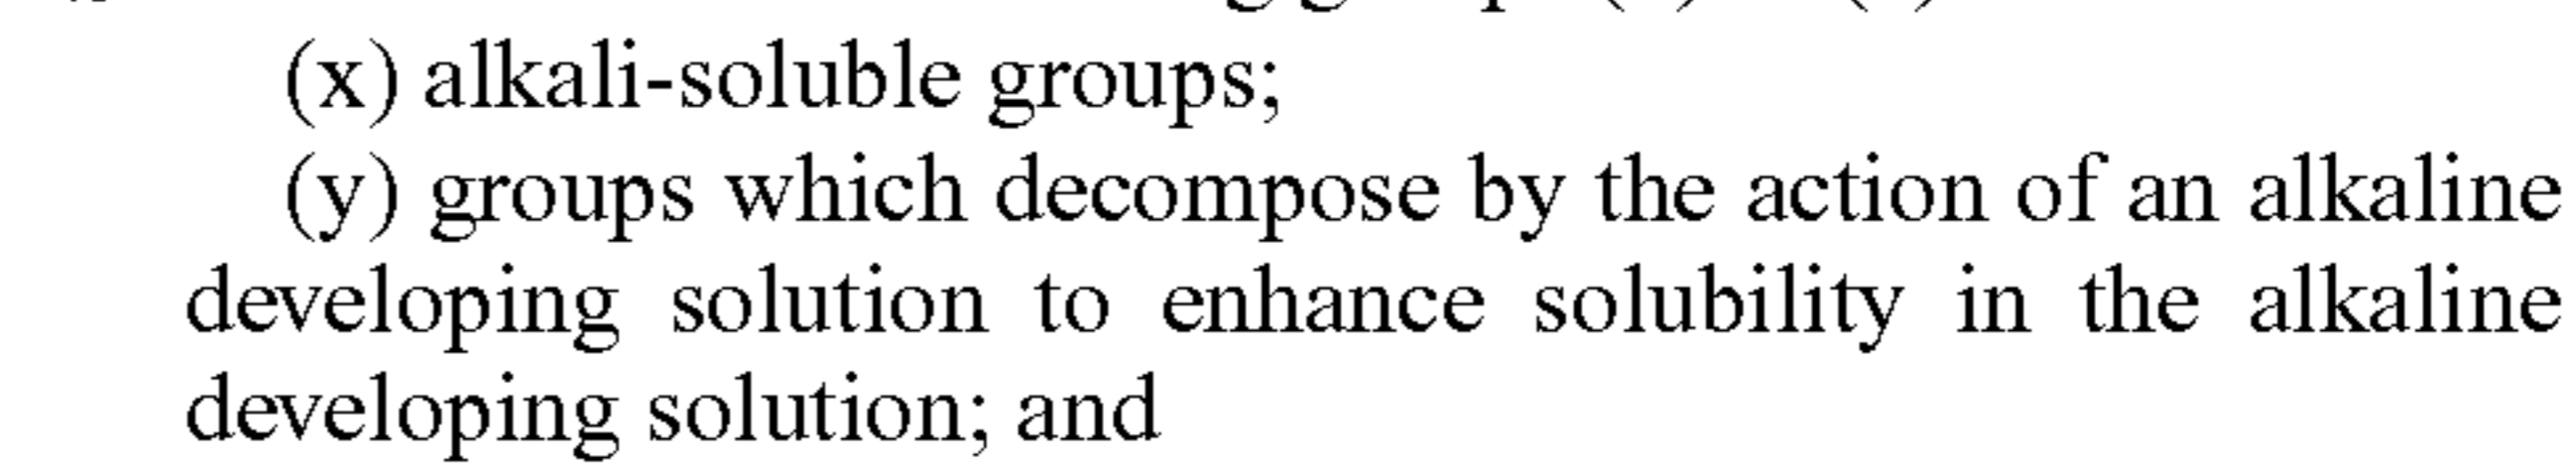 (x) alkali-soluble groups;
(y) groups which decompose by the action of an alkaline
developing solution to enhance solubility in the alkaline
developing solution; and